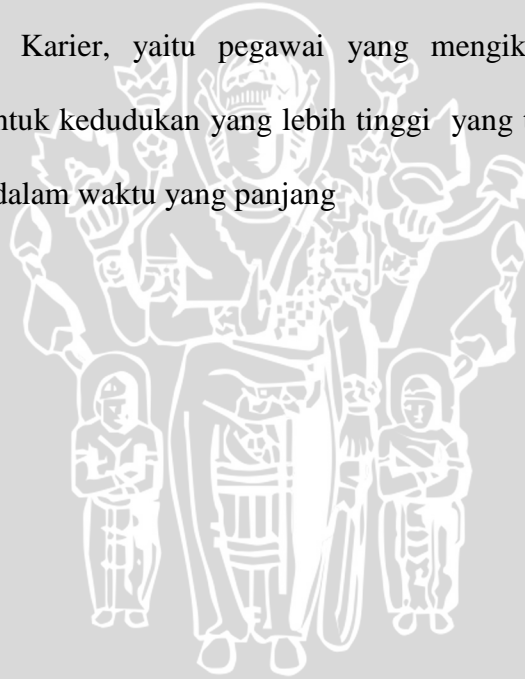 Karier, yaitu pegawai yang mengik
ntuk kedudukan yang lebih tinggi yang
dalam waktu yang panjang